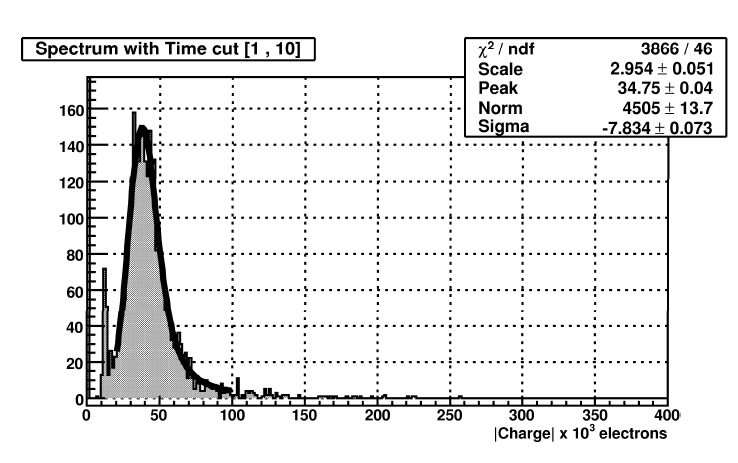 Spectrum with Time cut [1 , 10]
χ² / ndf 3866 / 46
Scale 2.954 ± 0.051
Peak 34.75 ± 0.04
Norm 4505 ± 13.7
Sigma -7.834 ± 0.073
160
140
120
100
80
60
40
20
0
0 50 100 150 200 250 300 350 400
|Charge| x 10³ electrons